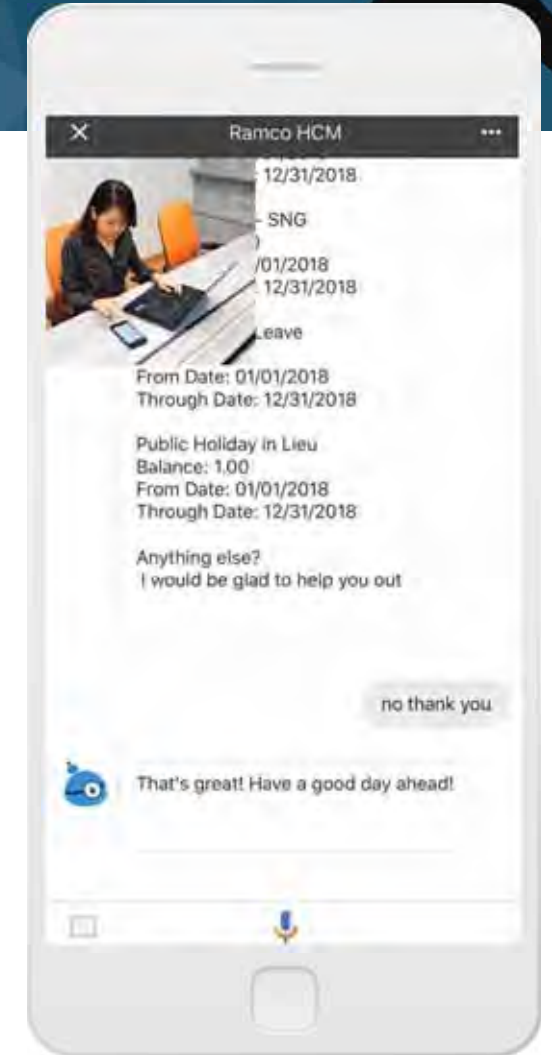 Ramco HCM
12/31/2018
- SNG
/01/2018
12/31/2018
Leave
From Date: 01/01/2018
Through Date: 12/31/2018
Public Holiday in Lieu
Balance: 1.00
From Date: 01/01/2018
Through Date: 12/31/2018
Anything else?
I would be glad to help you out
no thank you
That's great! Have a good day ahead!